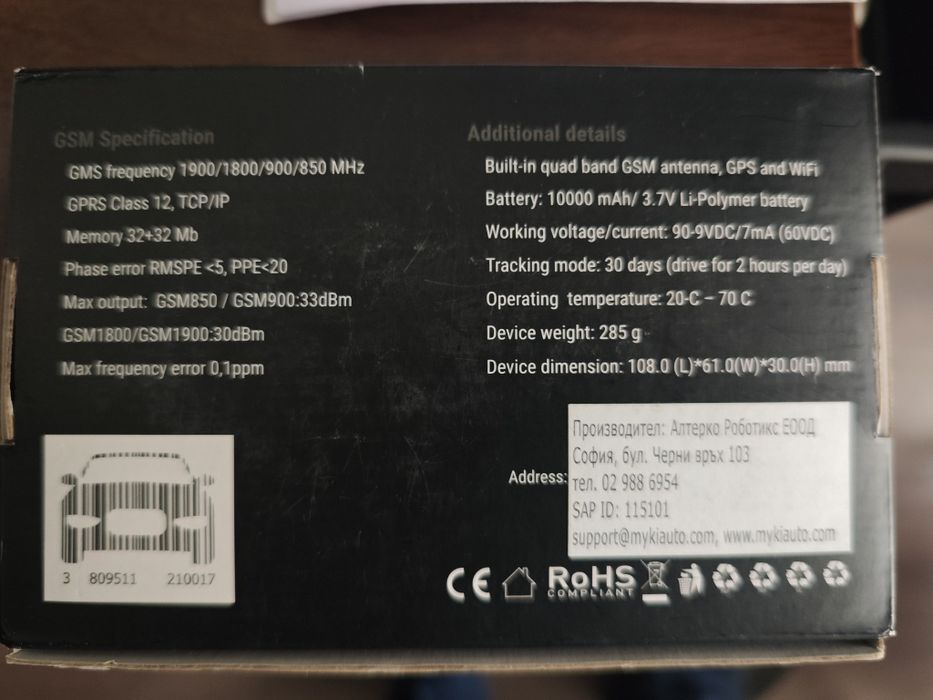 GSM Specification
GMS frequency 1900/1800/900/850 MHz
GPRS Class 12, TCP/IP
Memory 32+32 Mb
Phase error RMSPE <5, PPE<20
Max output: GSM850 / GSM900:33dBm
GSM1800/GSM1900:30dBm
Max frequency error 0,1ppm
Additional details
Built-in quad band GSM antenna, GPS and WiFi
Battery: 10000 mAh/ 3.7V Li-Polymer battery
Working voltage/current: 90-9VDC/7mA (60VDC)
Tracking mode: 30 days (drive for 2 hours per day)
Operating temperature: 20-C – 70 C
Device weight: 285 g
Device dimension: 108.0 (L)*61.0(W)*30.0(H) mm
Address:
Производител: Алтерко Роботикс ЕООД
София, бул. Черни връх 103
тел. 02 988 6954
SAP ID: 115101
support@mykiauto.com, www.mykiauto.com
3 809511 210017
CE RoHS
COMPLIANT